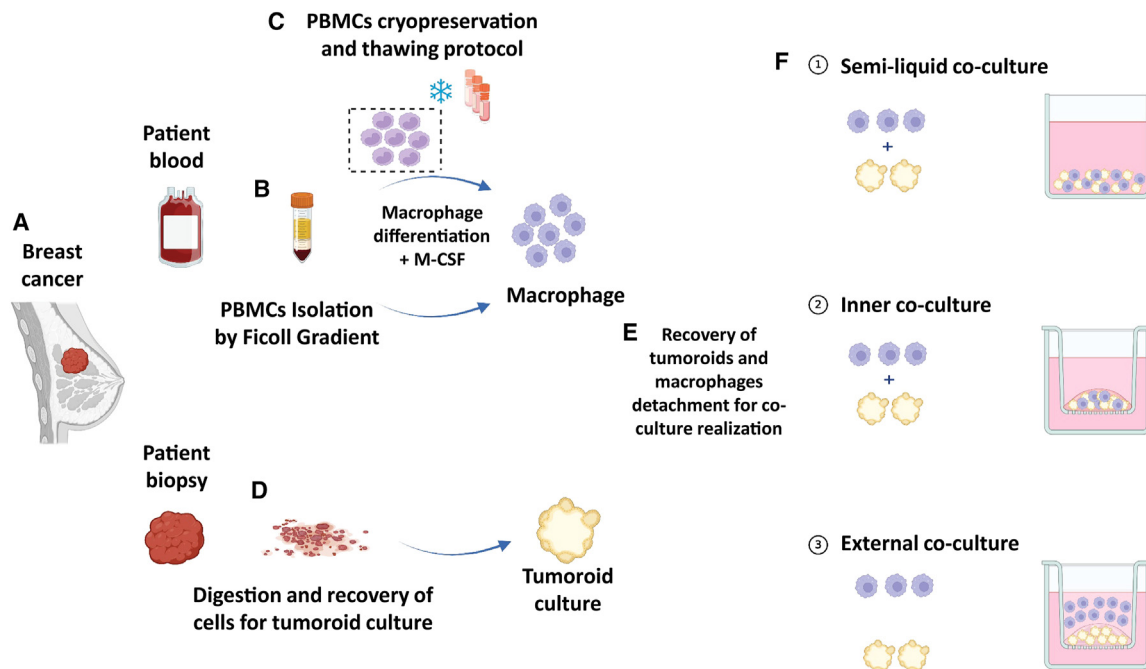 A
Breast
cancer
Patient
blood
B
PBMCs Isolation
by Ficoll Gradient
C
PBMCs cryopreservation
and thawing protocol
Macrophage
differentiation
+ M-CSF
Macrophage
Patient
biopsy
D
Digestion and recovery of
cells for tumoroid culture
Tumoroid
culture
E
Recovery of
tumoroids and
macrophages
detachment for co-
culture realization
F
① Semi-liquid co-culture
+
② Inner co-culture
+
③ External co-culture